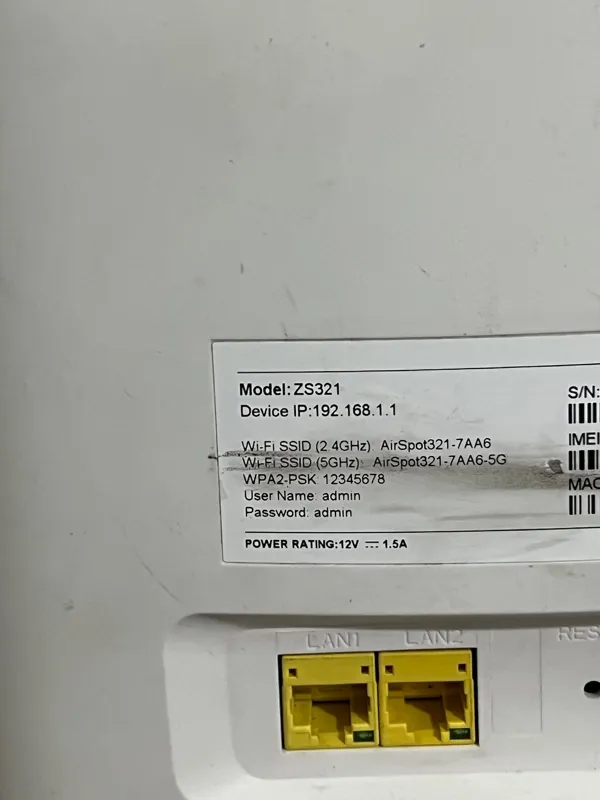 Model: ZS321
Device IP:192.168.1.1
Wi-Fi SSID (2.4GHz): AirSpot321-7AA6
Wi-Fi SSID (5GHz): AirSpot321-7AA6-5G
WPA2-PSK: 12345678
User Name: admin
Password: admin
POWER RATING:12V ⎓ 1.5A
S/N:
IMEI
MAC
LAN1 LAN2